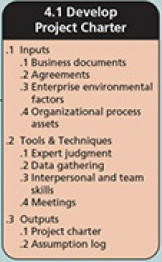 4.1 Develop
Project Charter
.1 Inputs
.1 Business documents
.2 Agreements
.3 Enterprise environmental
factors
.4 Organizational process
assets
.2 Tools & Techniques
.1 Expert judgment
.2 Data gathering
.3 Interpersonal and team
skills
.4 Meetings
.3 Outputs
.1 Project charter
.2 Assumption log